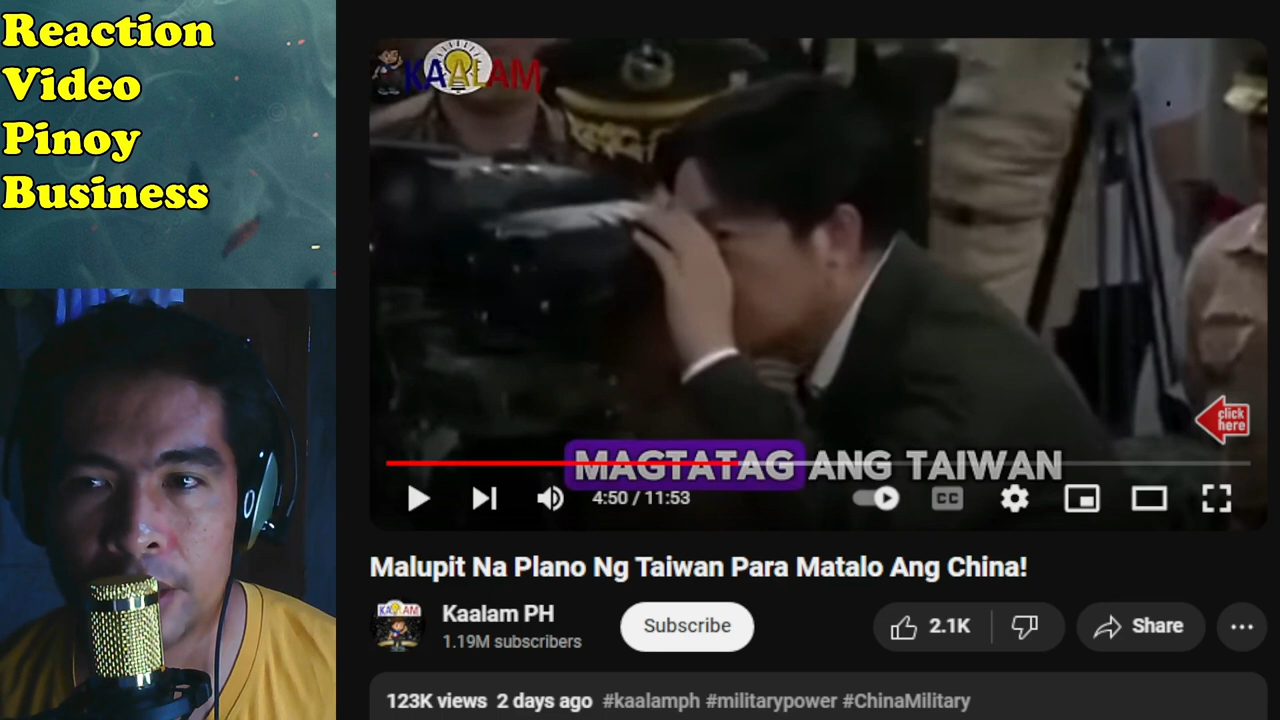 Reaction
Video
Pinoy
Business
KAALAM
click
here
MAGTATAG ANG TAIWAN
4:50 / 11:53
CC
Malupit Na Plano Ng Taiwan Para Matalo Ang China!
KAALAM
Kaalam PH
1.19M subscribers
Subscribe
2.1K
Share
123K views 2 days ago #kaalamph #militarypower #ChinaMilitary